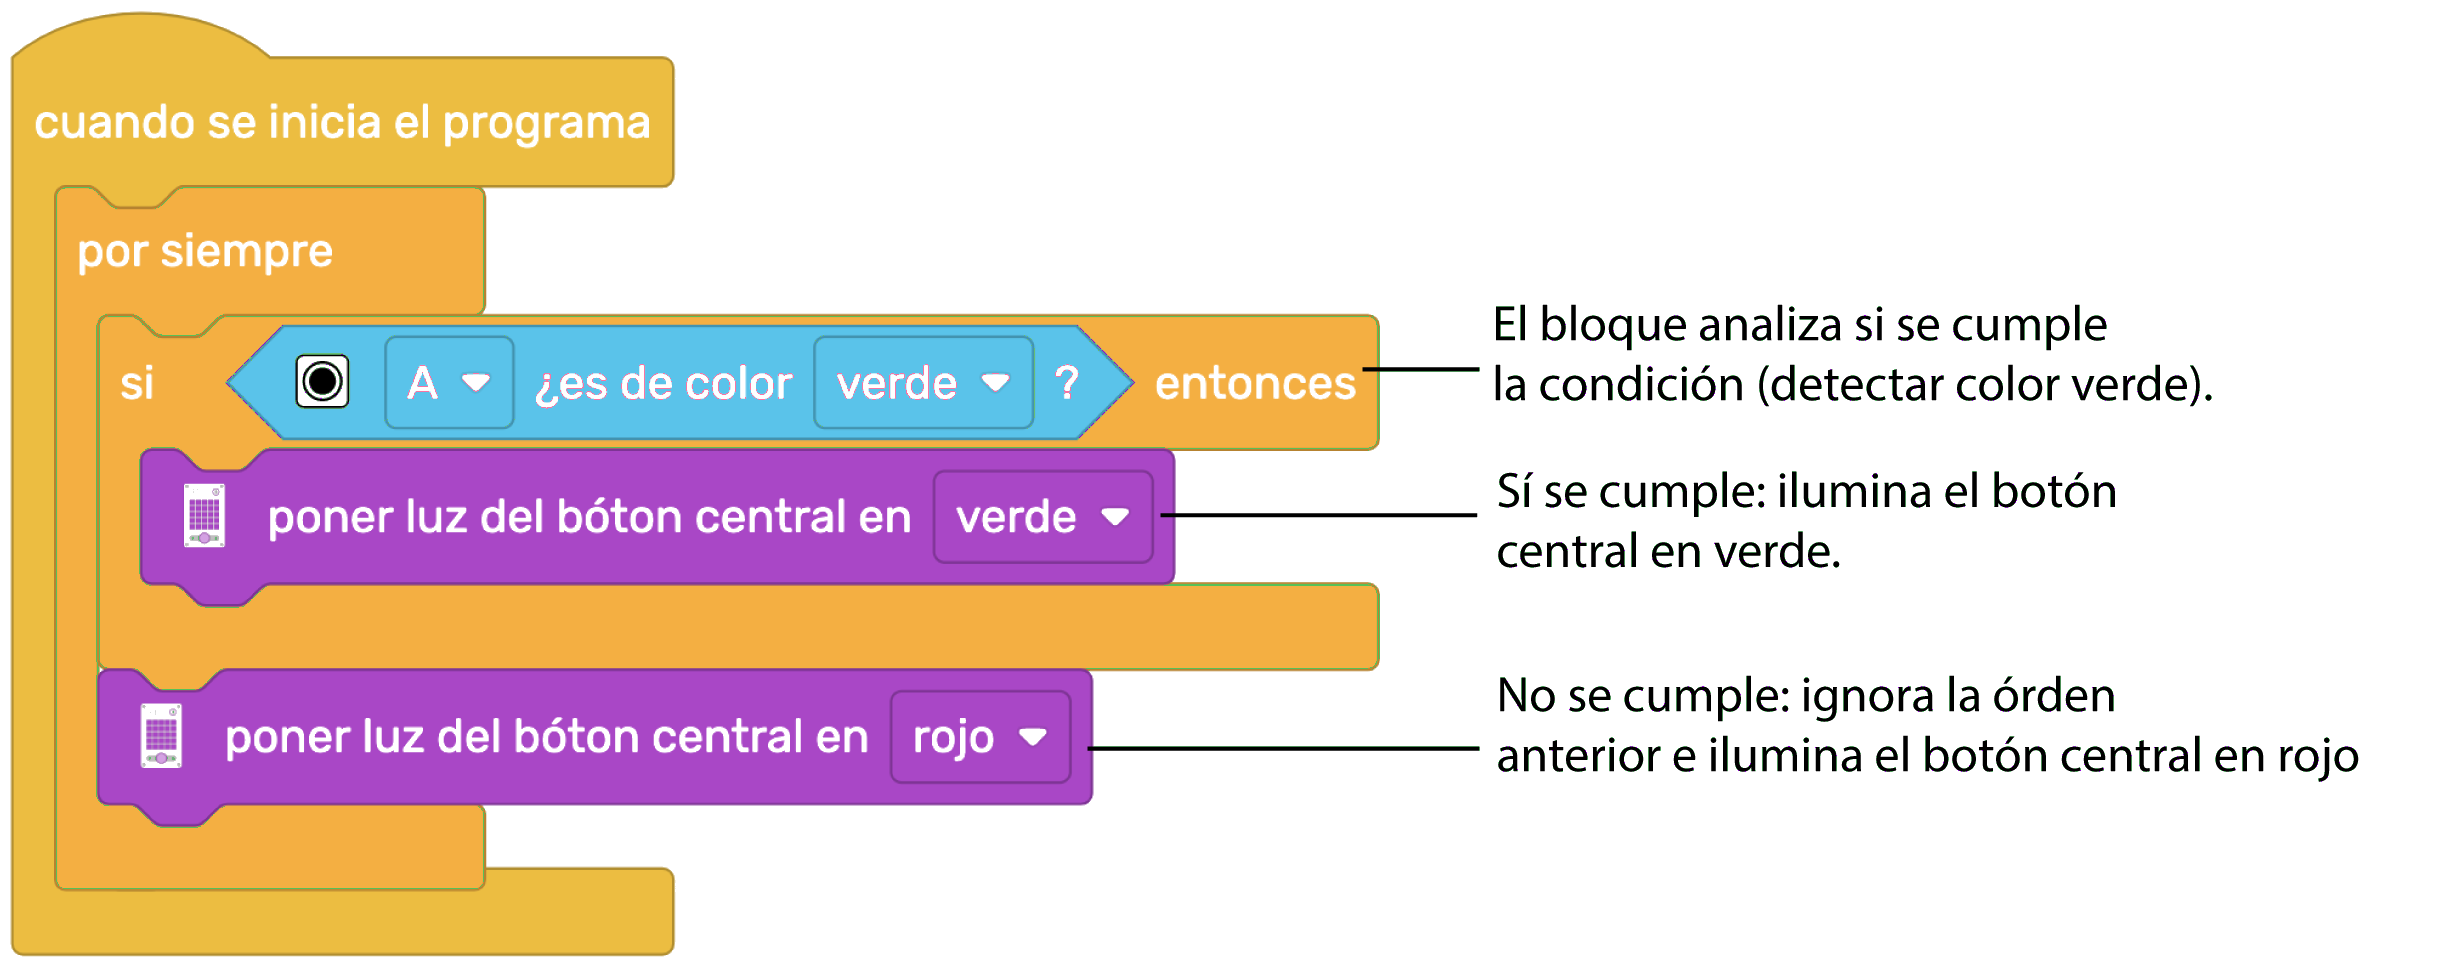 cuando se inicia el programa
por siempre
si A ¿es de color verde ? entonces
El bloque analiza si se cumple
la condición (detectar color verde).
poner luz del bóton central en verde
Sí se cumple: ilumina el botón
central en verde.
poner luz del bóton central en rojo
No se cumple: ignora la órden
anterior e ilumina el botón central en rojo